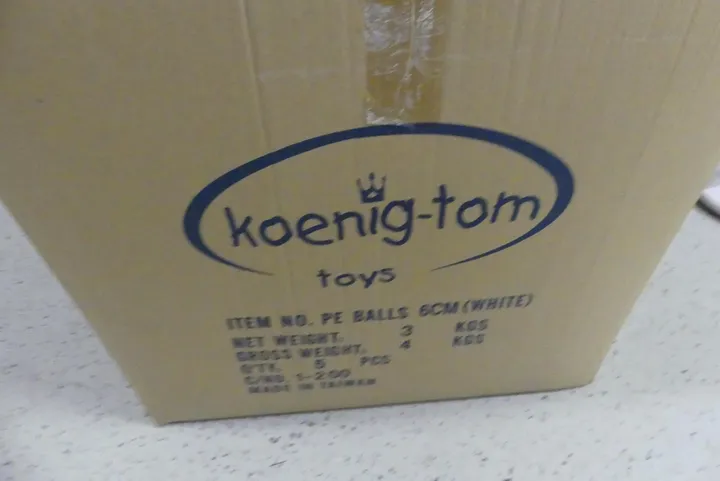 koenig-tom
toys
ITEM NO. PE BALLS 6CM (WHITE)
NET WEIGHT. 3 KGS
GROSS WEIGHT. 4 KGS
Q'TY. 5 PCS
C/NO. 1-200
MADE IN TAIWAN